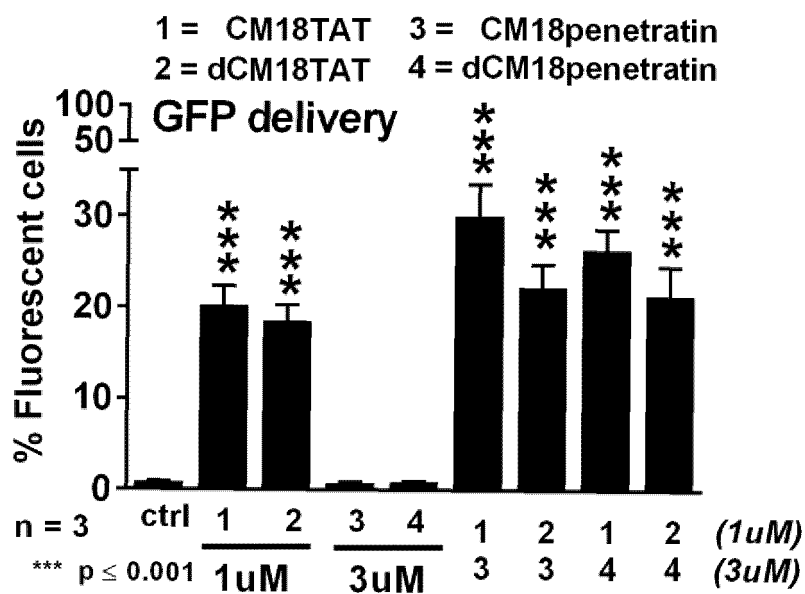 1 = CM18TAT 3 = CM18penetratin
2 = dCM18TAT 4 = dCM18penetratin
GFP delivery
% Fluorescent cells
100
50
30
20
10
0
*** *** *** *** *** ***
n = 3 ctrl 1 2 3 4 1 2 1 2 (1uM)
*** p ≤ 0.001 1uM 3uM 3 3 4 4 (3uM)